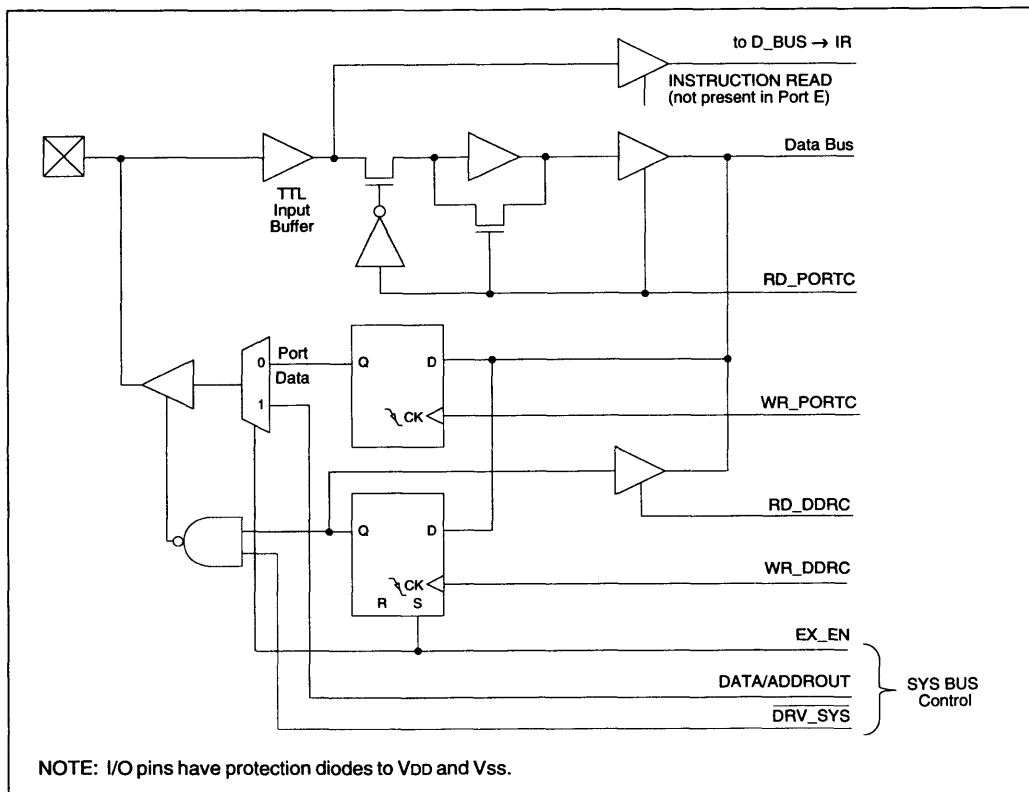 to D_BUS → IR
INSTRUCTION READ
(not present in Port E)
TTL
Input
Buffer
Data Bus
RD_PORTC
0
Port
Data
1
Q
D
CK
WR_PORTC
RD_DDRC
Q
D
CK
R
S
WR_DDRC
EX_EN
DATA/ADDROUT
DRV_SYS
SYS BUS
Control
NOTE: I/O pins have protection diodes to VDD and Vss.